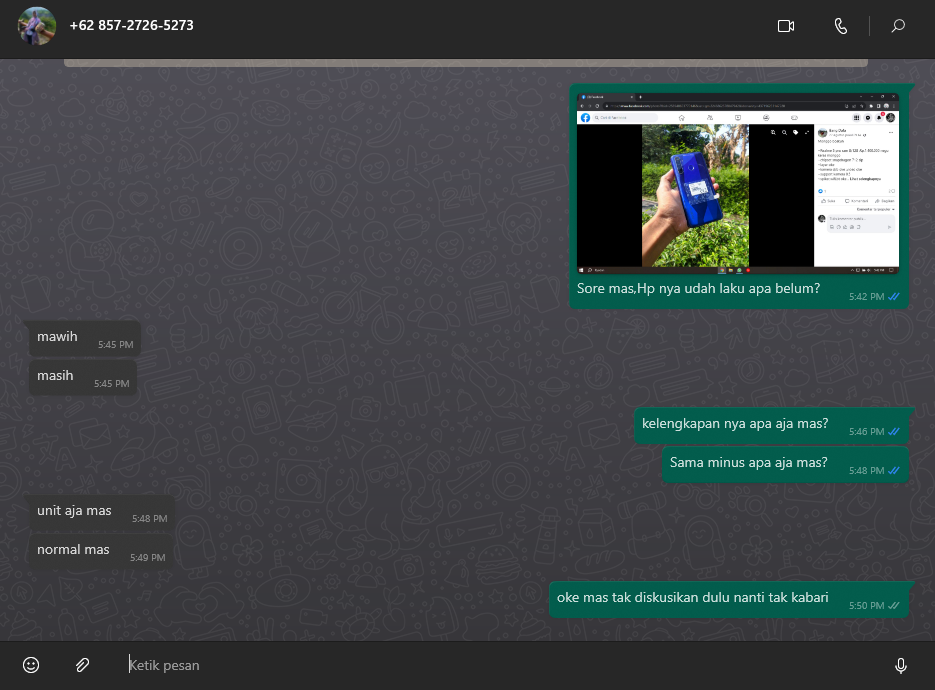 +62 857-2726-5273
Sore mas,Hp nya udah laku apa belum?
5:42 PM
mawih
5:45 PM
masih
5:45 PM
kelengkapan nya apa aja mas?
5:46 PM
Sama minus apa aja mas?
5:48 PM
unit aja mas
5:48 PM
normal mas
5:49 PM
oke mas tak diskusikan dulu nanti tak kabari
5:50 PM
Ketik pesan